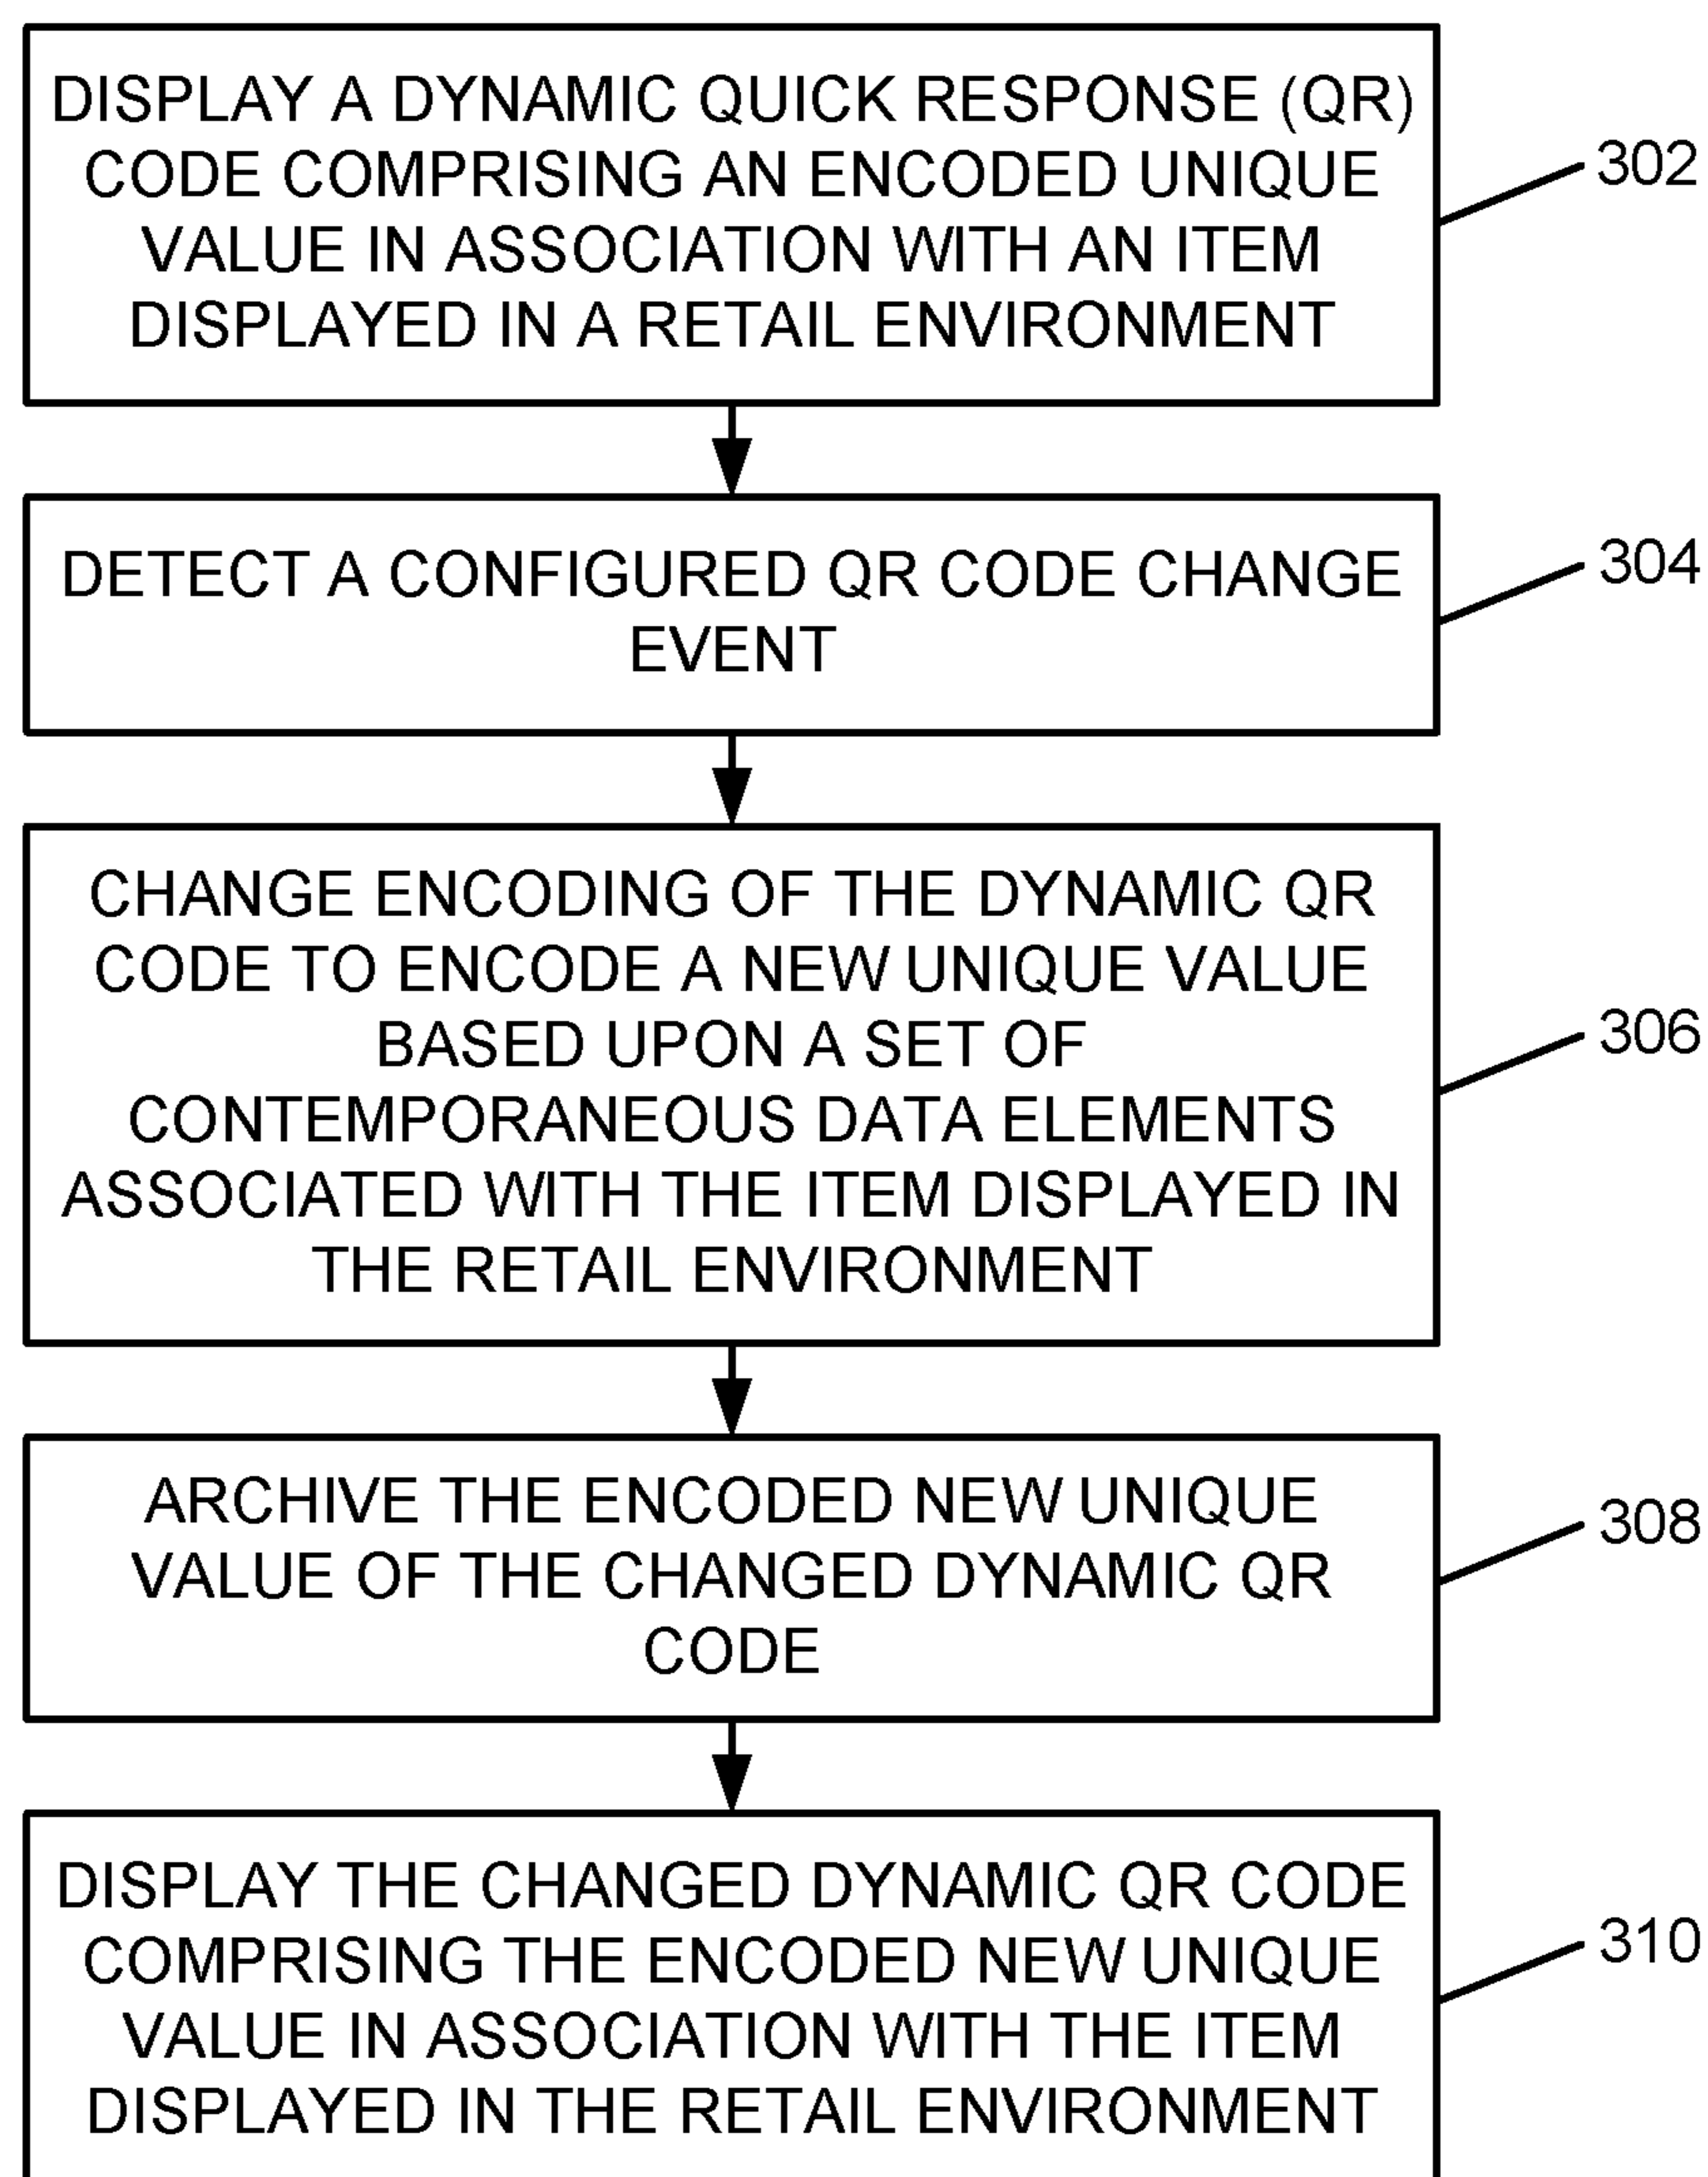 DISPLAY A DYNAMIC QUICK RESPONSE (QR)
CODE COMPRISING AN ENCODED UNIQUE
VALUE IN ASSOCIATION WITH AN ITEM
DISPLAYED IN A RETAIL ENVIRONMENT
302
DETECT A CONFIGURED QR CODE CHANGE
EVENT
304
CHANGE ENCODING OF THE DYNAMIC QR
CODE TO ENCODE A NEW UNIQUE VALUE
BASED UPON A SET OF
CONTEMPORANEOUS DATA ELEMENTS
ASSOCIATED WITH THE ITEM DISPLAYED IN
THE RETAIL ENVIRONMENT
306
ARCHIVE THE ENCODED NEW UNIQUE
VALUE OF THE CHANGED DYNAMIC QR
CODE
308
DISPLAY THE CHANGED DYNAMIC QR CODE
COMPRISING THE ENCODED NEW UNIQUE
VALUE IN ASSOCIATION WITH THE ITEM
DISPLAYED IN THE RETAIL ENVIRONMENT
310